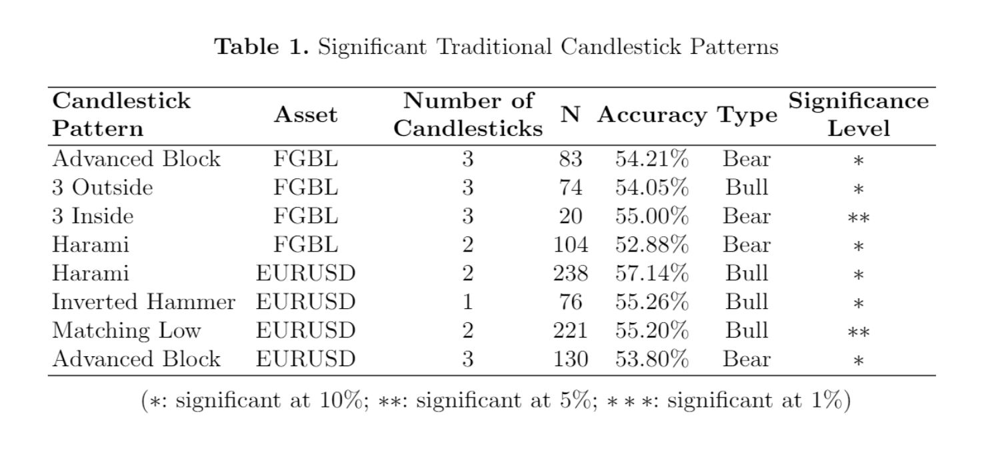 Table 1. Significant Traditional Candlestick Patterns
Candlestick Pattern Asset Number of Candlesticks N Accuracy Type Significance Level
Advanced Block FGBL 3 83 54.21% Bear *
3 Outside FGBL 3 74 54.05% Bull *
3 Inside FGBL 3 20 55.00% Bear **
Harami FGBL 2 104 52.88% Bear *
Harami EURUSD 2 238 57.14% Bull *
Inverted Hammer EURUSD 1 76 55.26% Bull *
Matching Low EURUSD 2 221 55.20% Bull **
Advanced Block EURUSD 3 130 53.80% Bear *
(*: significant at 10%; **: significant at 5%; * * *: significant at 1%)